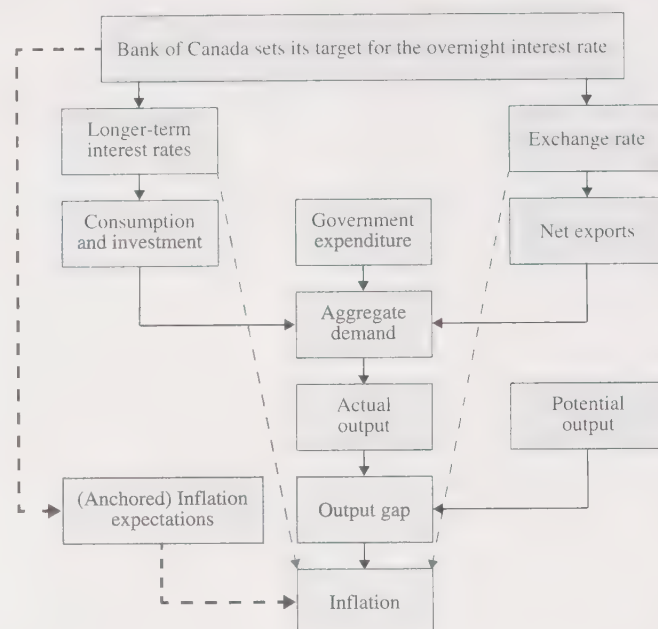 Bank of Canada sets its target for the overnight interest rate
Longer-term
interest rates
Exchange rate
Consumption
and investment
Government
expenditure
Net exports
Aggregate
demand
Actual
output
Potential
output
(Anchored) Inflation
expectations
Output gap
Inflation